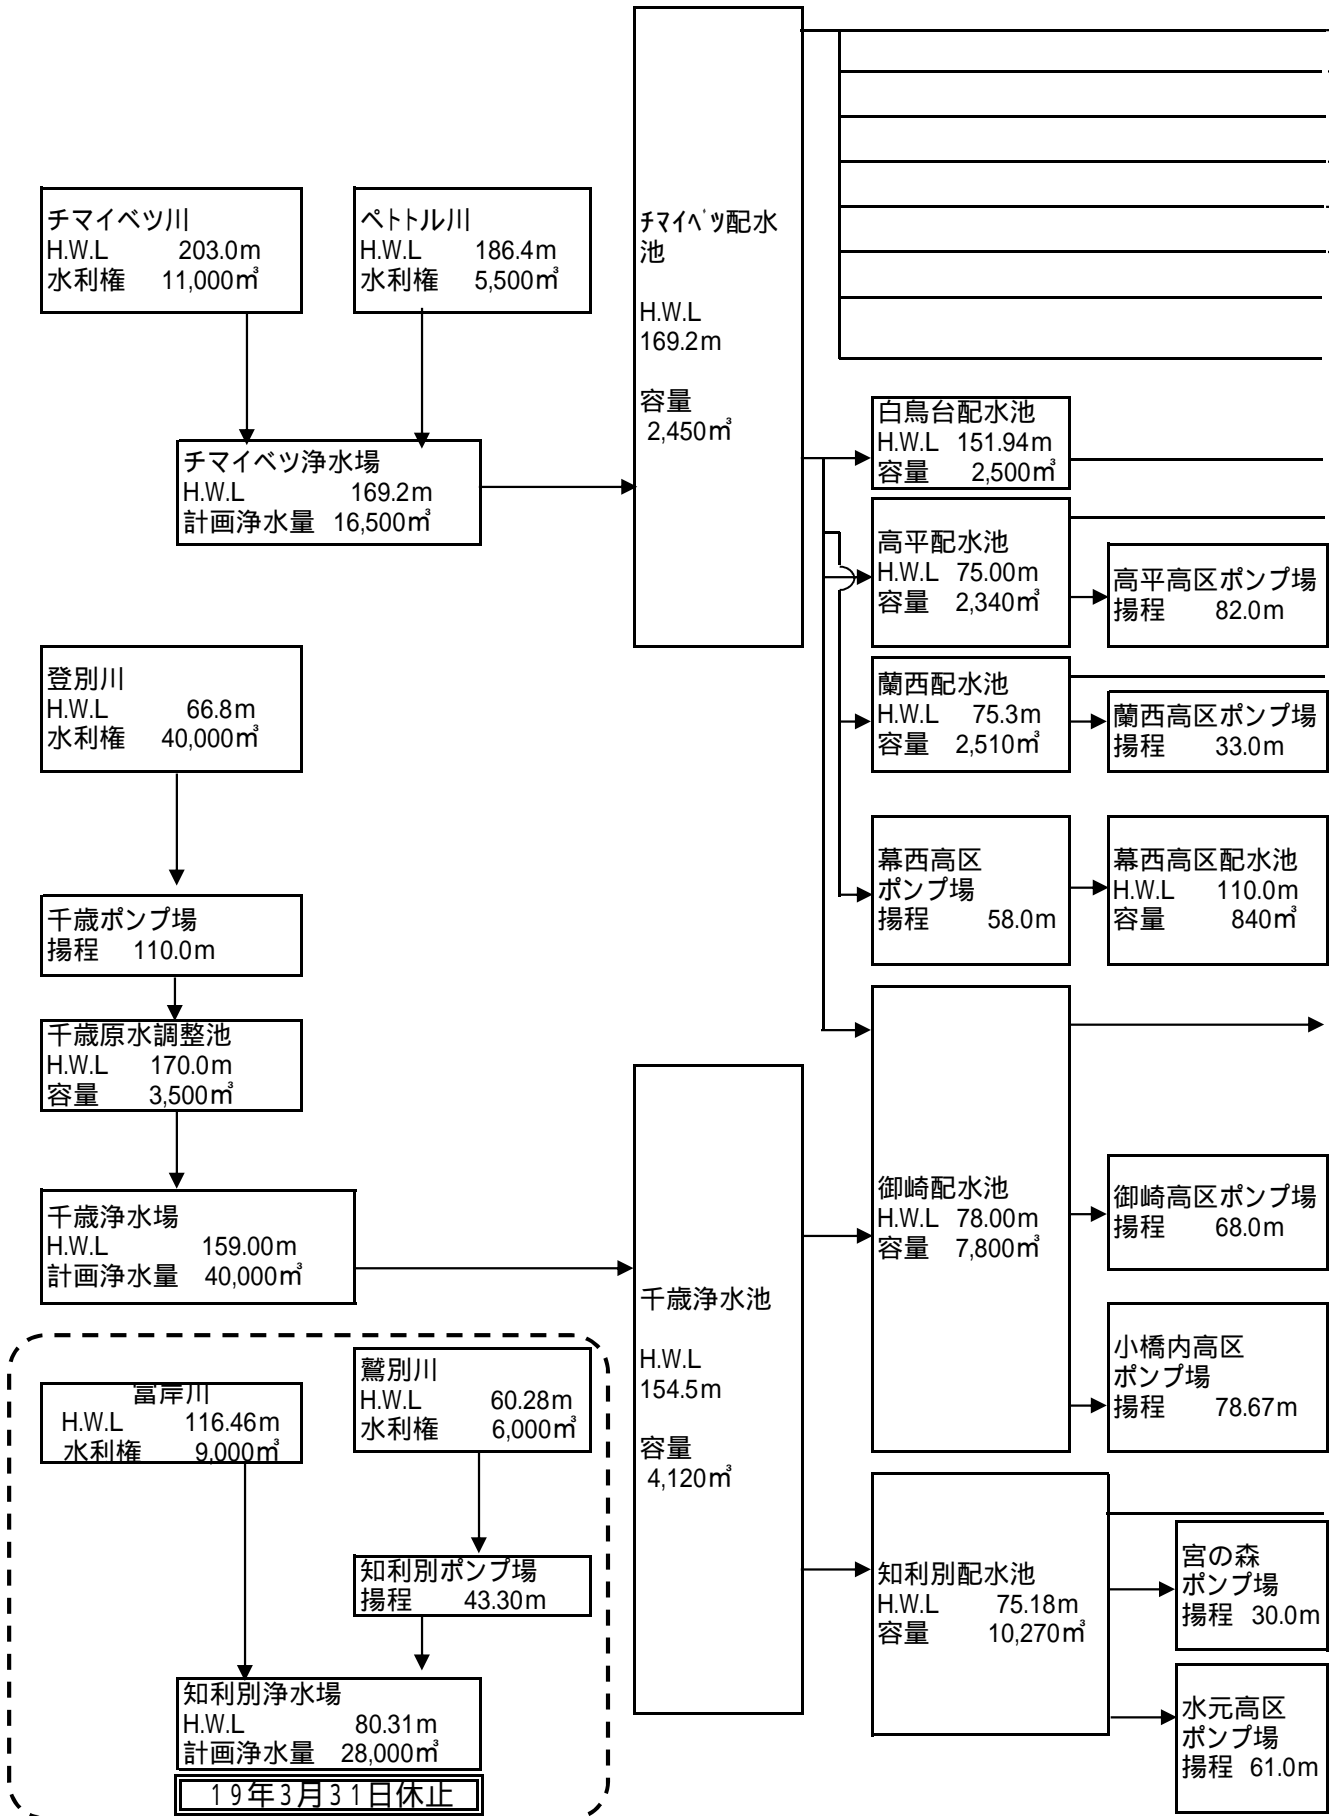 チマイベツ川
H.W.L 203.0m
水利権 11,000㎥
ペトトル川
H.W.L 186.4m
水利権 5,500㎥
チマイベツ浄水場
H.W.L 169.2m
計画浄水量 16,500㎥
ﾁﾏｲﾍﾞﾂ配水
池
H.W.L
169.2m
容量
2,450㎥
白鳥台配水池
H.W.L 151.94m
容量 2,500㎥
高平配水池
H.W.L 75.00m
容量 2,340㎥
高平高区ポンプ場
揚程 82.0m
蘭西配水池
H.W.L 75.3m
容量 2,510㎥
蘭西高区ポンプ場
揚程 33.0m
幕西高区
ポンプ場
揚程 58.0m
幕西高区配水池
H.W.L 110.0m
容量 840㎥
登別川
H.W.L 66.8m
水利権 40,000㎥
千歳ポンプ場
揚程 110.0m
千歳原水調整池
H.W.L 170.0m
容量 3,500㎥
千歳浄水場
H.W.L 159.00m
計画浄水量 40,000㎥
千歳浄水池
H.W.L
154.5m
容量
4,120㎥
御崎配水池
H.W.L 78.00m
容量 7,800㎥
御崎高区ポンプ場
揚程 68.0m
小橋内高区
ポンプ場
揚程 78.67m
富岸川
H.W.L 116.46m
水利権 9,000㎥
鷲別川
H.W.L 60.28m
水利権 6,000㎥
知利別ポンプ場
揚程 43.30m
知利別浄水場
H.W.L 80.31m
計画浄水量 28,000㎥
19年3月31日休止
知利別配水池
H.W.L 75.18m
容量 10,270㎥
宮の森
ポンプ場
揚程 30.0m
水元高区
ポンプ場
揚程 61.0m